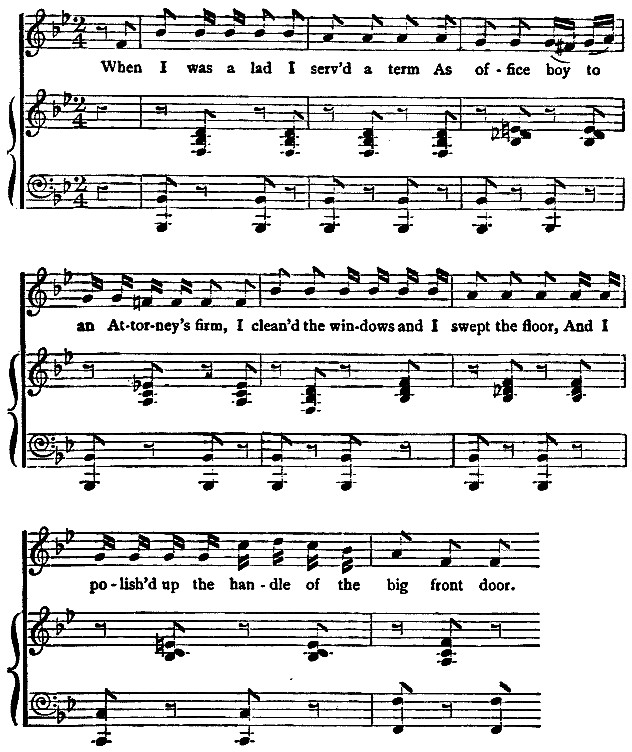 When I was a lad I serv'd a term As of - fice boy to
an At-tor-ney's firm, I clean'd the win-dows and I swept the floor, And I
po - lish'd up the han - dle of the big front door.